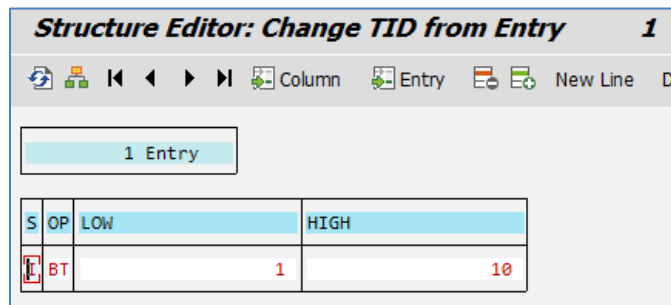 Structure Editor: Change TID from Entry 1
Column Entry New Line D
1 Entry
S OP LOW HIGH
I BT 1 10